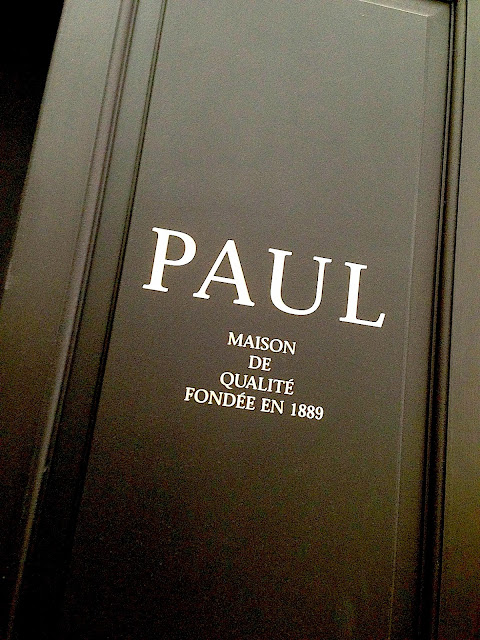 PAUL
MAISON
DE
QUALITÉ
FONDÉE EN 1889